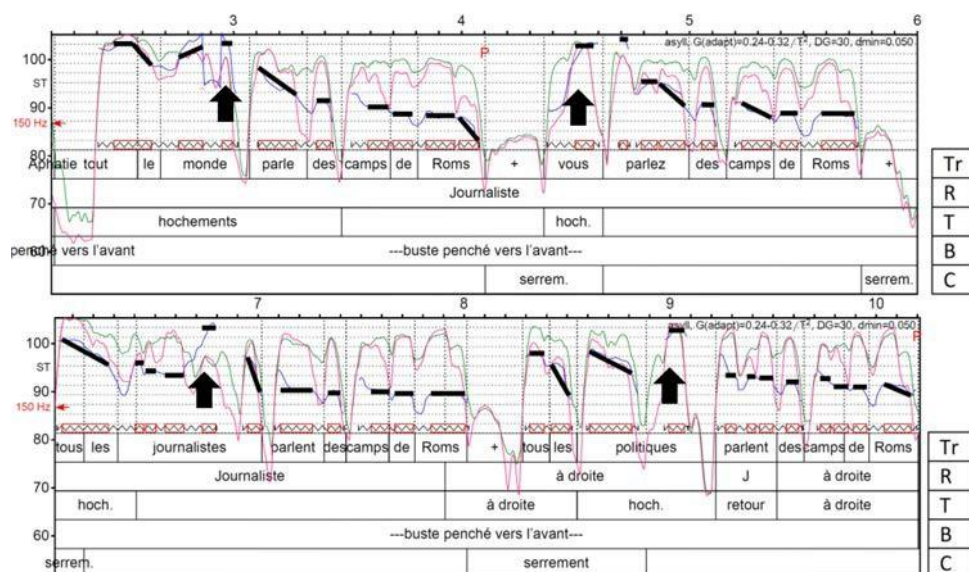 3 4 5 6
asyll, G(adapt)=0.24-0.32 / T², DG=30, dmin=0.050
100
ST
90
150 Hz
80
70
60
P
Aphatie tout le monde parle des camps de Roms + vous parlez des camps de Roms + Tr
Journaliste R
hochements hoch. T
penché vers l'avant ---buste penché vers l'avant--- B
serrem. serrem. C
7 8 9 10
asyll, G(adapt)=0.24-0.32 / T², DG=30, dmin=0.050
100
ST
90
150 Hz
80
70
60
P
tous les journalistes parlent des camps de Roms + tous les politiques parlent des camps de Roms Tr
Journaliste à droite J à droite R
hoch. à droite hoch. retour à droite T
---buste penché vers l'avant--- B
serrem. serrement C